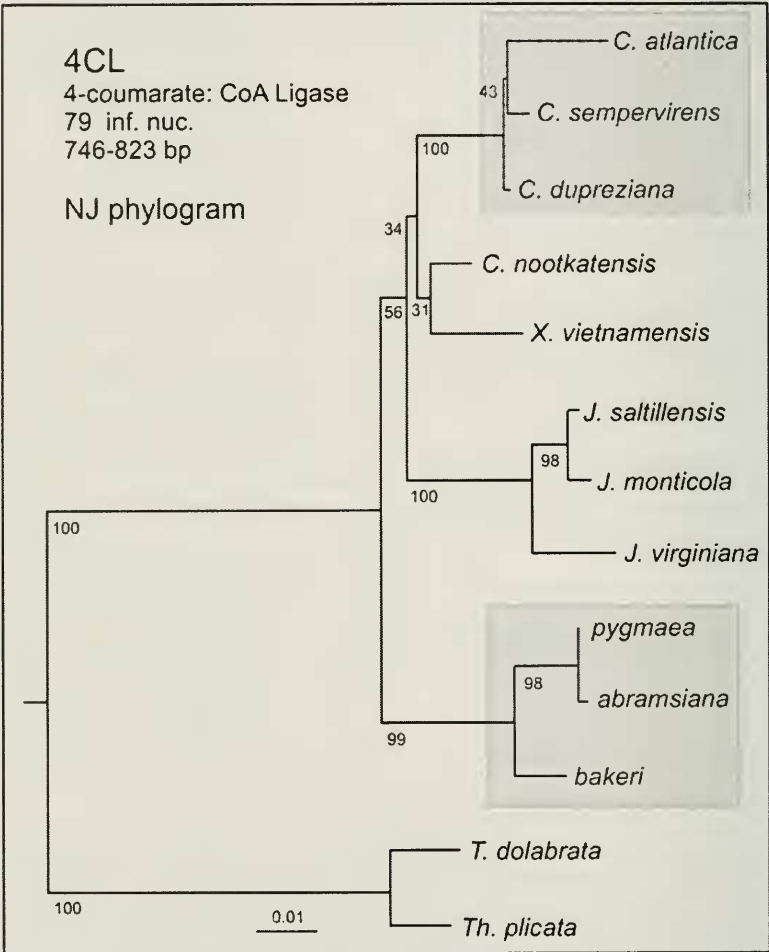 4CL
4-coumarate: CoA Ligase
79 inf. nuc.
746-823 bp
NJ phylogram
C. atlantica
43
C. sempervirens
100
C. dupreziana
34
C. nootkatensis
56
31
X. vietnamensis
J. saltillensis
98
J. monticola
100
100
J. virginiana
pygmaea
98
abramsiana
99
bakeri
T. dolabrata
100
0.01
Th. plicata